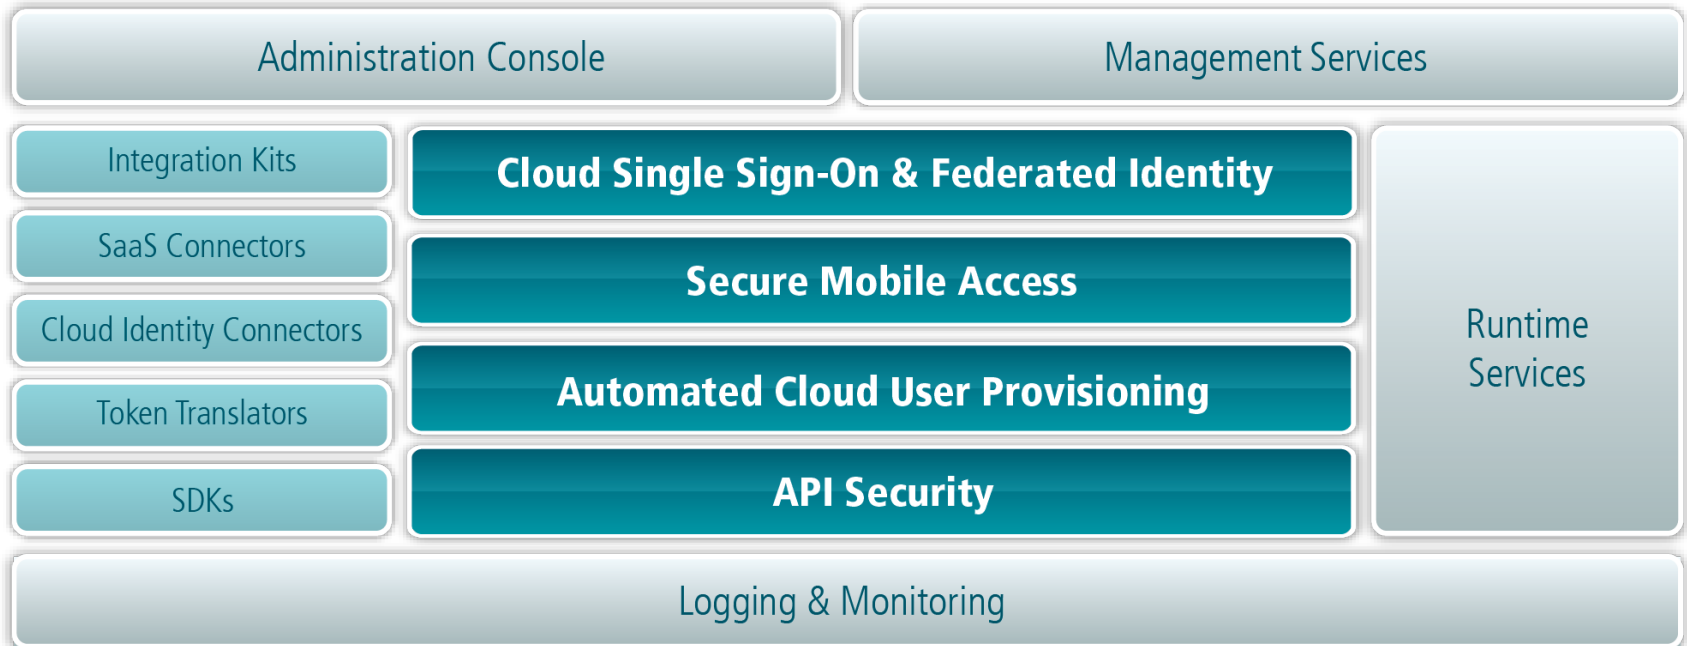 Administration Console
Management Services
Integration Kits
SaaS Connectors
Cloud Identity Connectors
Token Translators
SDKs
Cloud Single Sign-On & Federated Identity
Secure Mobile Access
Automated Cloud User Provisioning
API Security
Runtime
Services
Logging & Monitoring